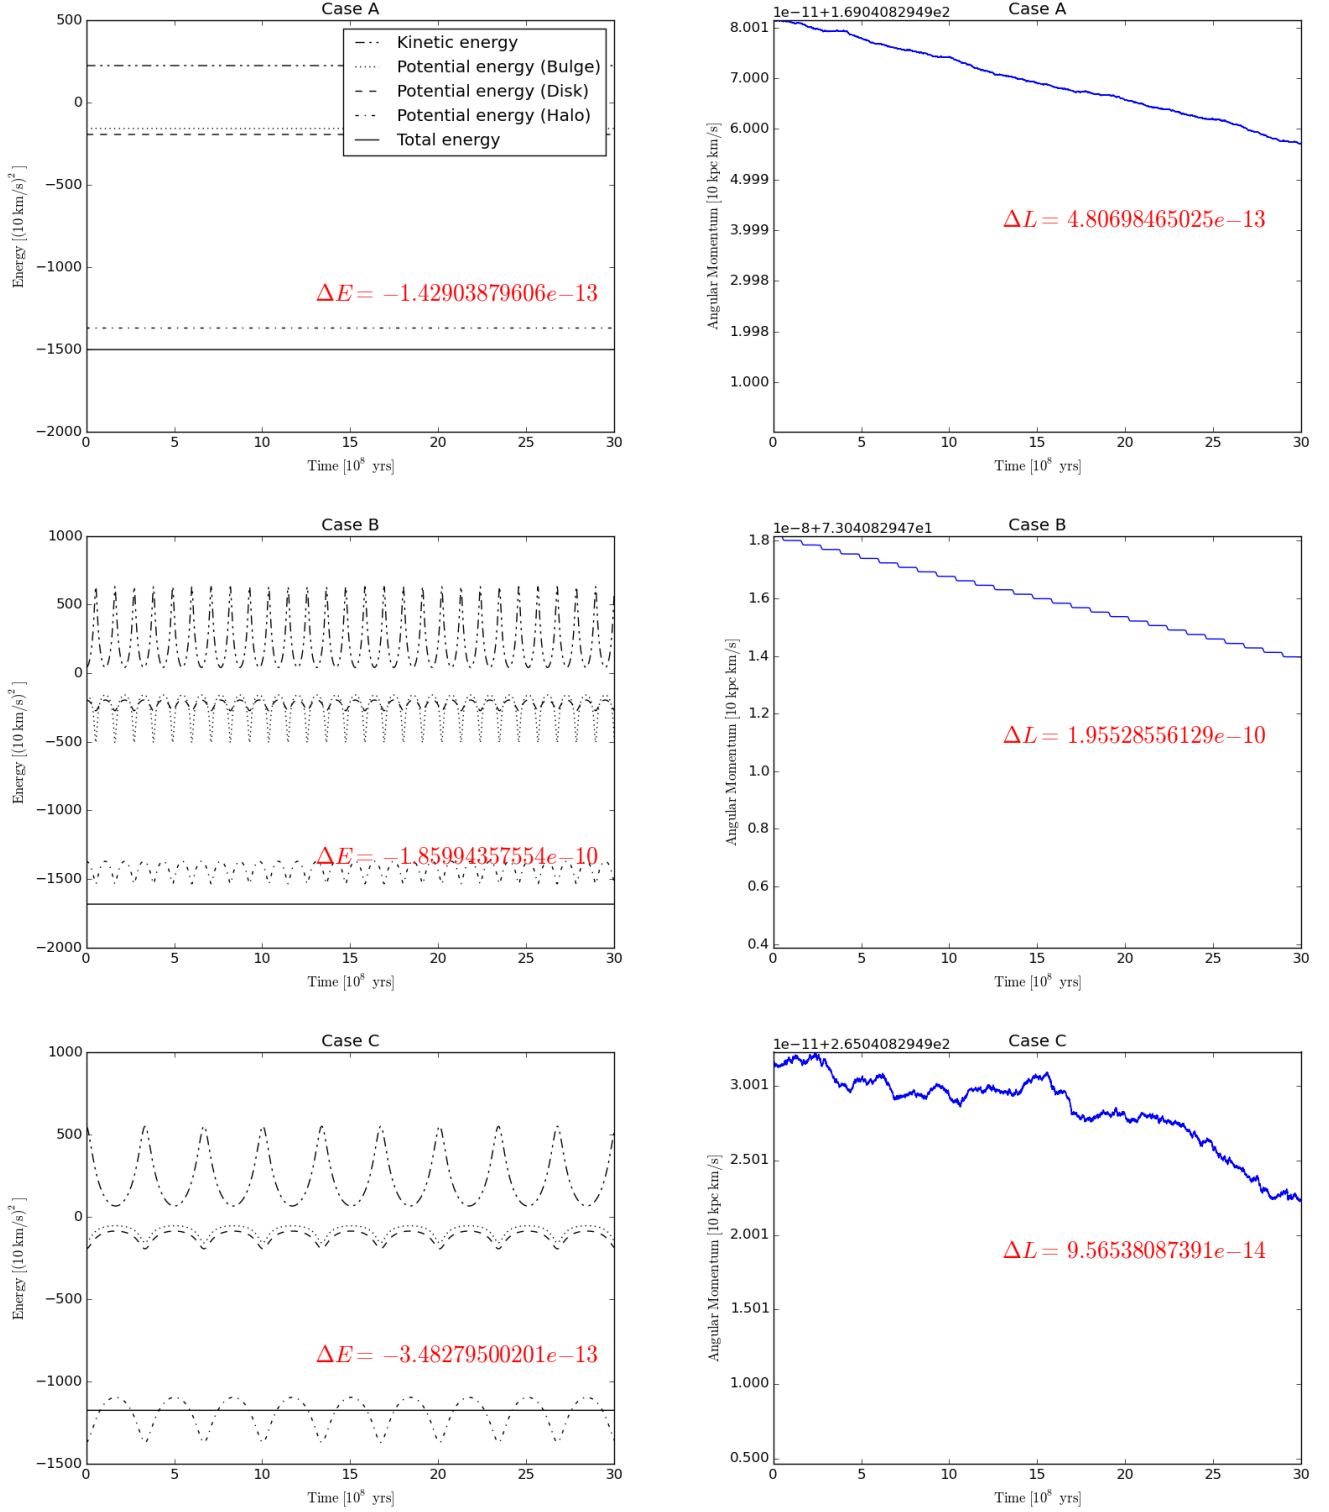 Case A
500
0
−500
−1000
−1500
−2000
Energy [(10 km/s)² ]
Kinetic energy
Potential energy (Bulge)
Potential energy (Disk)
Potential energy (Halo)
Total energy
ΔE = −1.42903879606e−13
0 5 10 15 20 25 30
Time [10⁸ yrs]
Case A
1e−11+1.6904082949e2
8.001
7.000
6.000
4.999
3.999
2.998
1.998
1.000
Angular Momentum [10 kpc km/s]
ΔL = 4.80698465025e−13
0 5 10 15 20 25 30
Time [10⁸ yrs]
Case B
1000
500
0
−500
−1000
−1500
−2000
Energy [(10 km/s)² ]
ΔE = −1.85994357554e−10
0 5 10 15 20 25 30
Time [10⁸ yrs]
Case B
1e−8+7.304082947e1
1.8
1.6
1.4
1.2
1.0
0.8
0.6
0.4
Angular Momentum [10 kpc km/s]
ΔL = 1.95528556129e−10
0 5 10 15 20 25 30
Time [10⁸ yrs]
Case C
1000
500
0
−500
−1000
−1500
Energy [(10 km/s)² ]
ΔE = −3.48279500201e−13
0 5 10 15 20 25 30
Time [10⁸ yrs]
Case C
1e−11+2.6504082949e2
3.001
2.501
2.001
1.501
1.000
0.500
Angular Momentum [10 kpc km/s]
ΔL = 9.56538087391e−14
0 5 10 15 20 25 30
Time [10⁸ yrs]